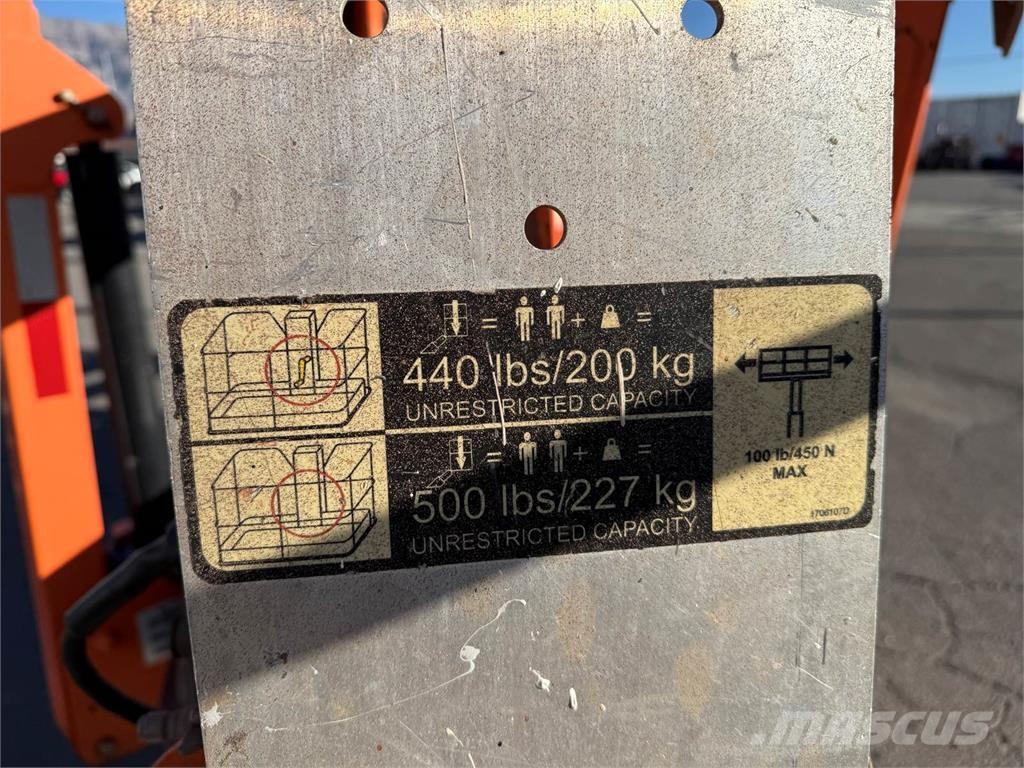 440 lbs/200 kg
UNRESTRICTED CAPACITY
500 lbs/227 kg
UNRESTRICTED CAPACITY
100 lb/450 N
MAX
1706107D
MASCUS